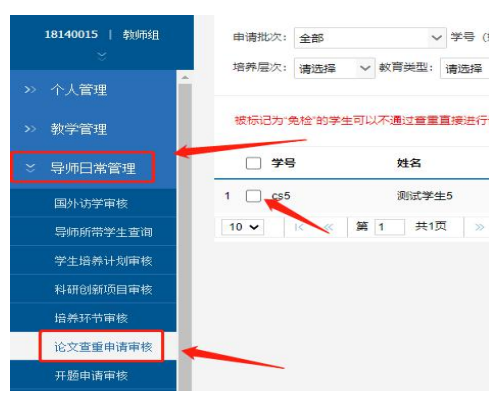 18140015 | 教师组
申请批次: 全部 学号
培养层次: 请选择 教育类型: 请选择
个人管理
教学管理
导师日常管理
国外访学审核
导师所带学生查询
学生培养计划审核
科研创新项目审核
培养环节审核
论文查重申请审核
开题申请审核
被标记为“免检”的学生可以不通过查重直接进行
学号 姓名
1 cs5 测试学生5
10 第 1 共1页